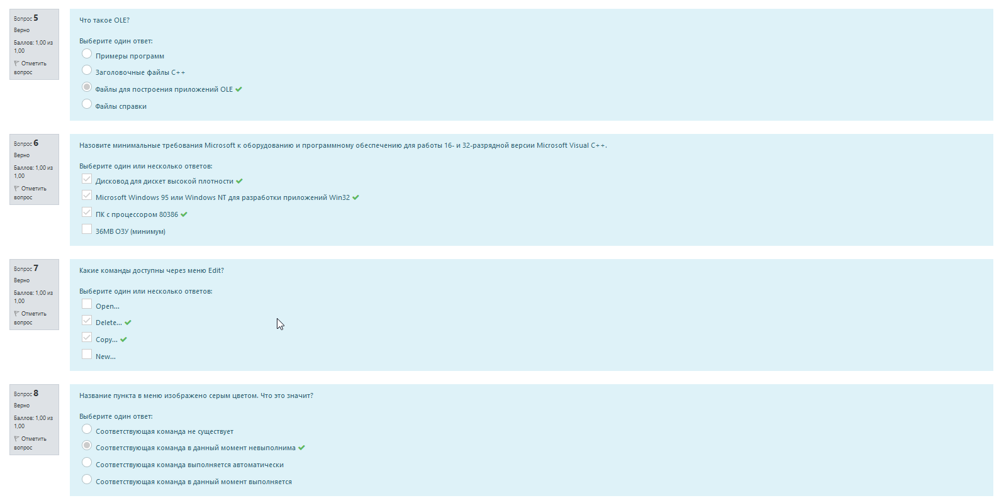 Вопрос 5
Верно
Баллов: 1,00 из
1,00
Отметить
вопрос
Что такое OLE?
Выберите один ответ:
Примеры программ
Заголовочные файлы C++
Файлы для построения приложений OLE
Файлы справки
Вопрос 6
Верно
Баллов: 1,00 из
1,00
Отметить
вопрос
Назовите минимальные требования Microsoft к оборудованию и программному обеспечению для работы 16- и 32-разрядной версии Microsoft Visual C++.
Выберите один или несколько ответов:
Дисковод для дискет высокой плотности
Microsoft Windows 95 или Windows NT для разработки приложений Win32
ПК с процессором 80386
36MB ОЗУ (минимум)
Вопрос 7
Верно
Баллов: 1,00 из
1,00
Отметить
вопрос
Какие команды доступны через меню Edit?
Выберите один или несколько ответов:
Open...
Delete...
Copy...
New...
Вопрос 8
Верно
Баллов: 1,00 из
1,00
Отметить
вопрос
Название пункта в меню изображено серым цветом. Что это значит?
Выберите один ответ:
Соответствующая команда не существует
Соответствующая команда в данный момент невыполнима
Соответствующая команда выполняется автоматически
Соответствующая команда в данный момент выполняется